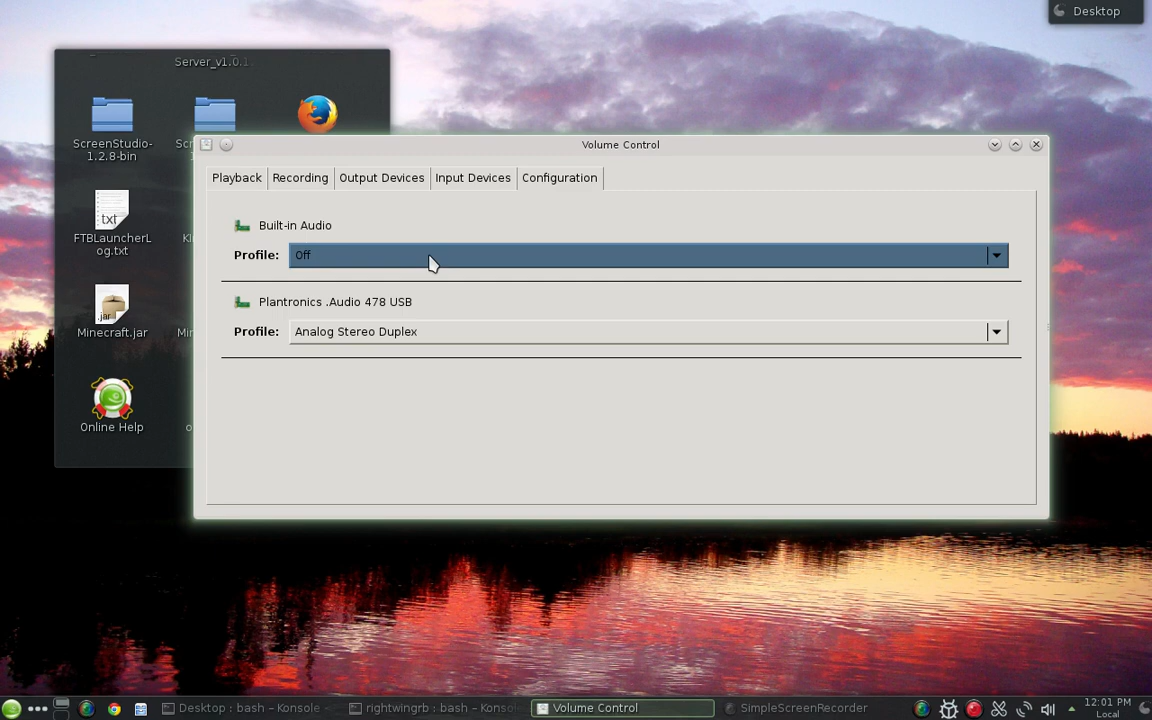 Desktop
Server_v1.0.1
ScreenStudio-
1.2.8-bin
FTBLauncherL
og.txt
txt
Minecraft.jar
.jar
Online Help
Volume Control
Playback
Recording
Output Devices
Input Devices
Configuration
Built-in Audio
Profile:
Off
Plantronics .Audio 478 USB
Profile:
Analog Stereo Duplex
Desktop : bash – Konsole
rightwingrb : bash – Konso
Volume Control
SimpleScreenRecorder
12:01 PM
Local